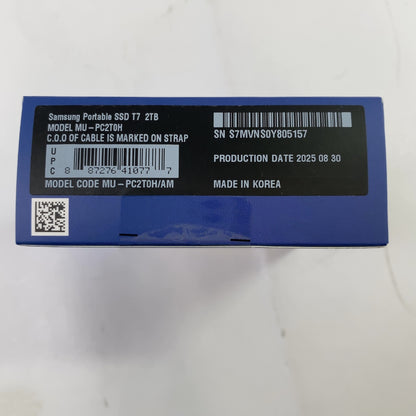 Samsung Portable SSD T7 2TB
MODEL MU-PC2T0H
C.O.O OF CABLE IS MARKED ON STRAP
UPC
8 87276 41077 7
MODEL CODE MU-PC2T0H/AM
SN S7MVNS0Y805157
PRODUCTION DATE 2025 08 30
MADE IN KOREA